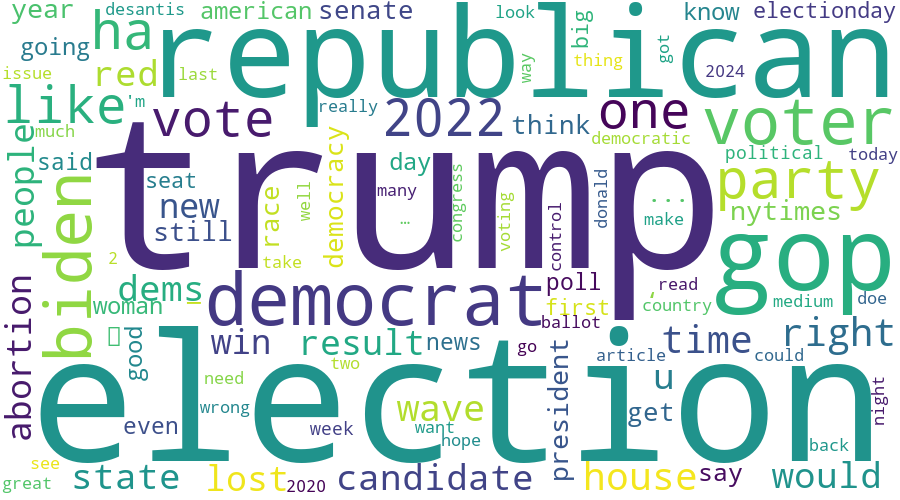 year
desantis
american
senate
look
big
know
electionday
going
ha
republican
way
got
issue
red
last
thing
2024
like
'm
really
vote
2022
think
one
voter
much
democratic
people
said
day
political
today
trump
seat
many
party
biden
new
race
well
democracy
…
congress
voting
donald
...
make
nytimes
still
control
gop
2
take
dems
_
poll
read
,
country
medium
doe
abortion
woman
democrat
first
ballot
good
win
result
news
go
president
time
right
article
could
election
two
need
u
wrong
wave
get
night
even
week
want
hope
back
see
great
state
lost
2020
candidate
house
say
would